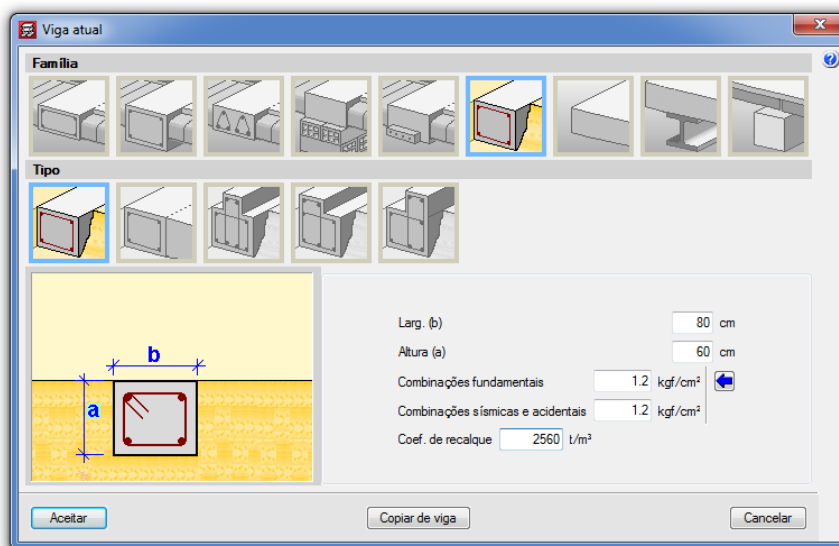 Viga atual
Família
Tipo
b
a
Larg. (b) 80 cm
Altura (a) 60 cm
Combinações fundamentais 1.2 kgf/cm²
Combinações sísmicas e acidentais 1.2 kgf/cm²
Coef. de recalque 2560 t/m³
Aceitar Copiar de viga Cancelar